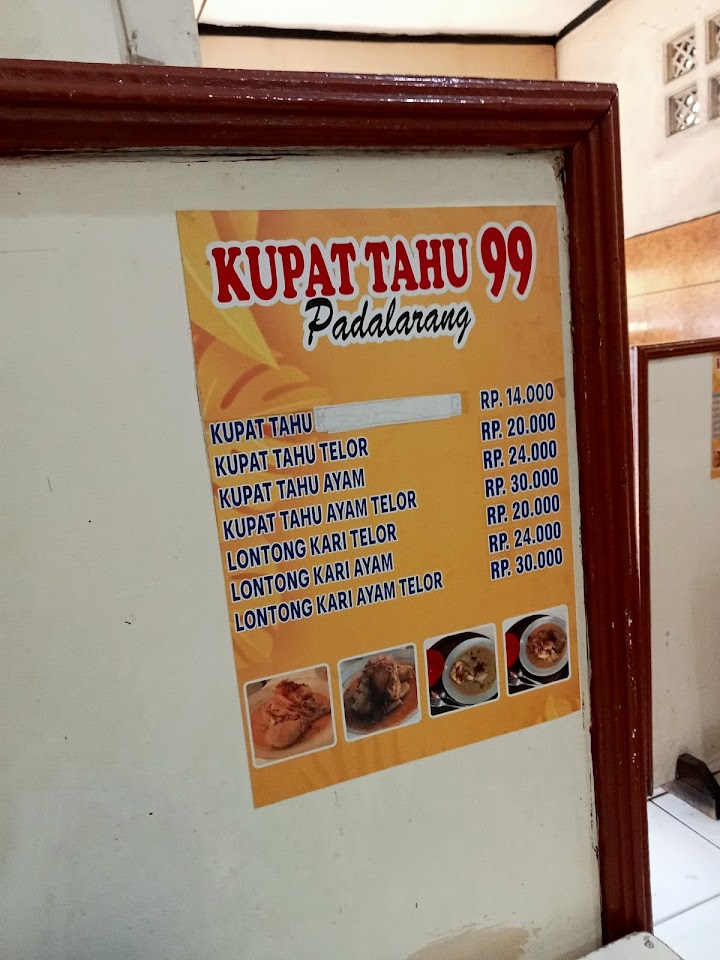 KUPAT TAHU 99
Padalarang
KUPAT TAHU RP. 14.000
KUPAT TAHU TELOR RP. 20.000
KUPAT TAHU AYAM RP. 24.000
KUPAT TAHU AYAM TELOR RP. 30.000
LONTONG KARI TELOR RP. 20.000
LONTONG KARI AYAM RP. 24.000
LONTONG KARI AYAM TELOR RP. 30.000